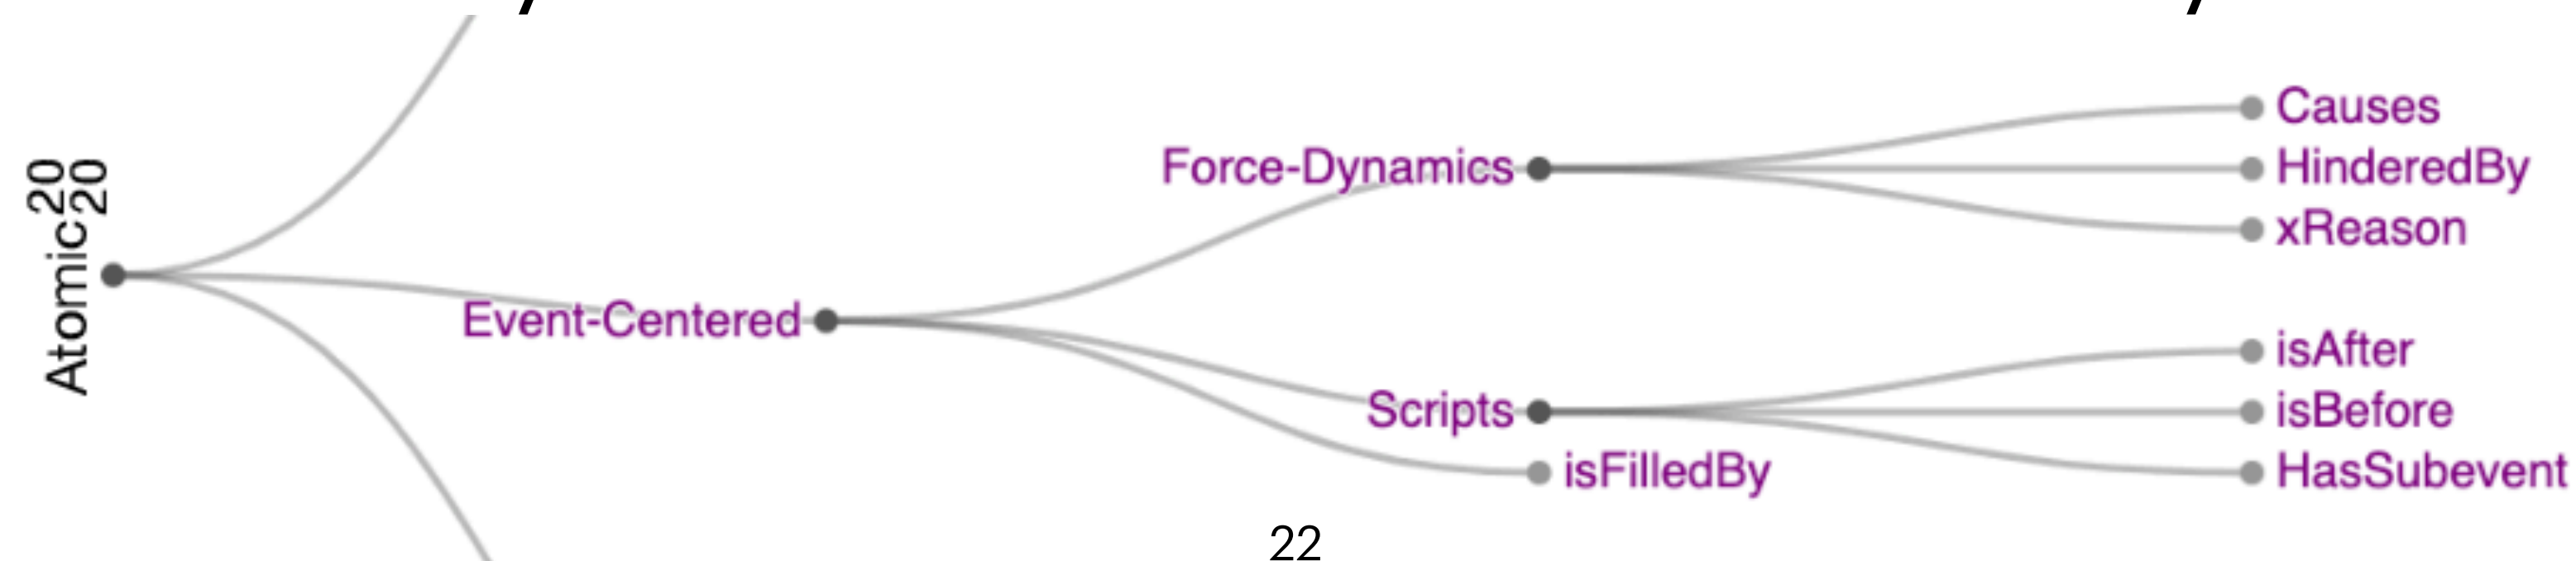 Atomic 20 20
Event-Centered
Force-Dynamics
Causes
HinderedBy
xReason
Scripts
isAfter
isBefore
HasSubevent
isFilledBy
22